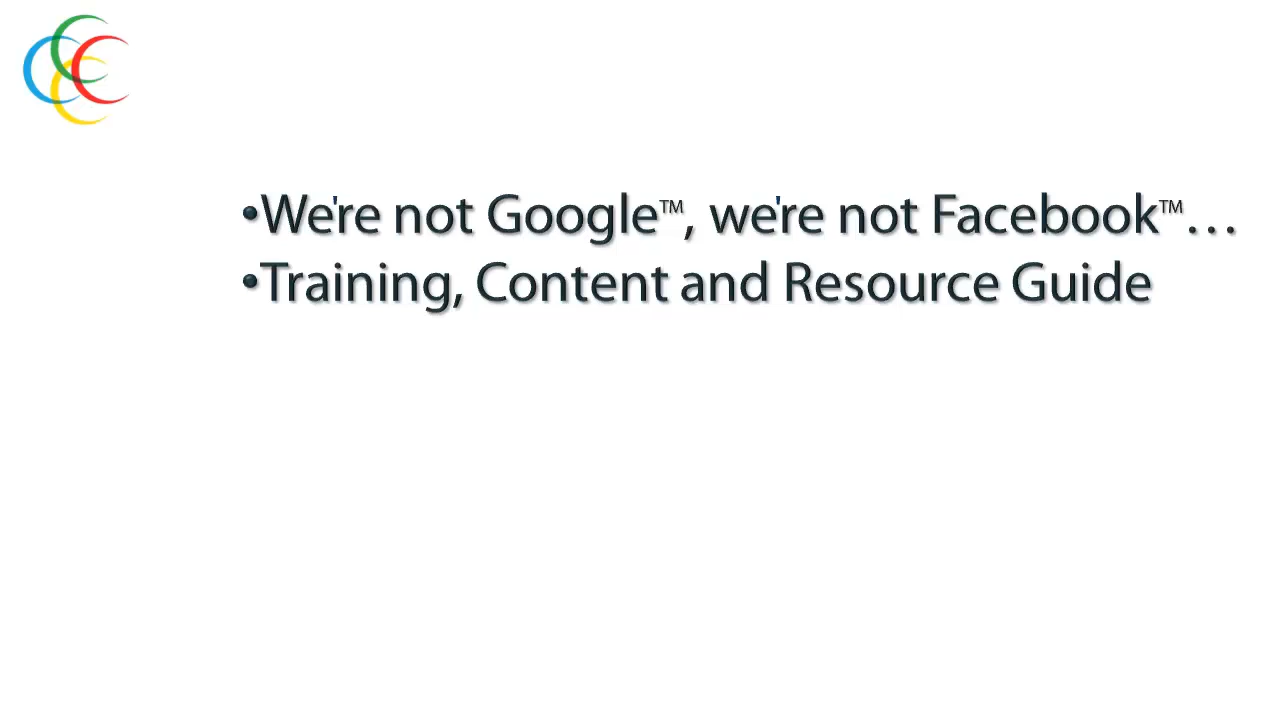 •We're not Google™, we're not Facebook™…
•Training, Content and Resource Guide